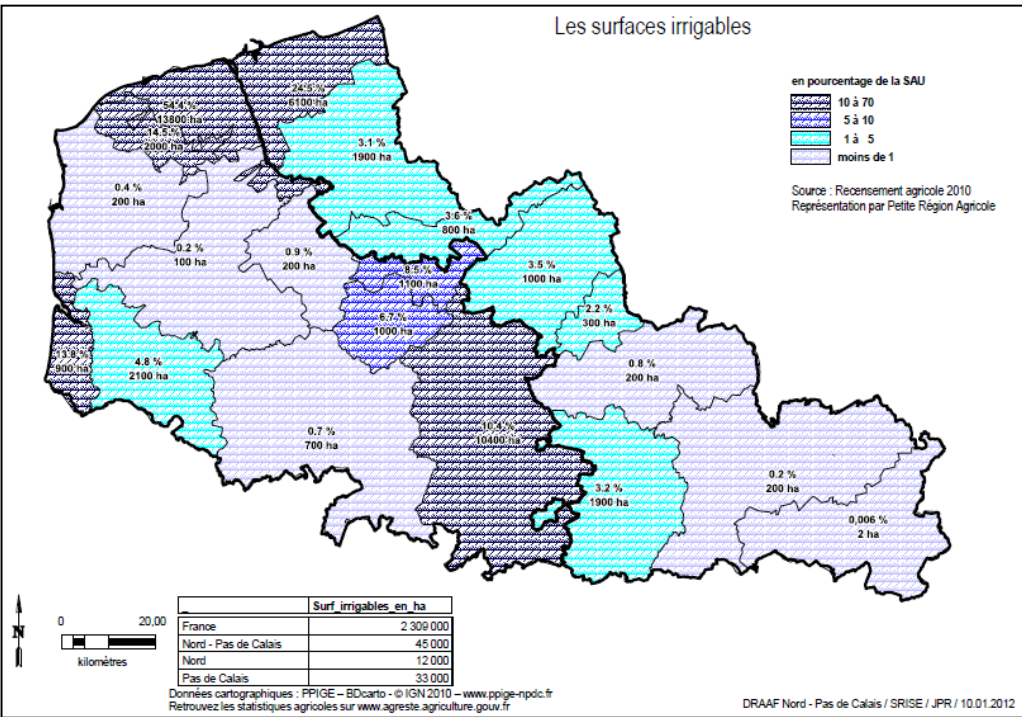 Les surfaces irrigables
en pourcentage de la SAU
10 à 70
5 à 10
1 à 5
moins de 1
Source : Recensement agricole 2010
Représentation par Petite Région Agricole
24.5 %
6100 ha
54.4 %
13800 ha
14.5 %
2000 ha
3.1 %
1900 ha
0.4 %
200 ha
3.6 %
800 ha
0.2 %
100 ha
0.9 %
200 ha
8.5 %
1100 ha
3.5 %
1000 ha
6.7 %
1000 ha
2.2 %
300 ha
13.8 %
900 ha
4.8 %
2100 ha
0.8 %
200 ha
0.7 %
700 ha
10.4 %
10400 ha
0.2 %
200 ha
3.2 %
1900 ha
0,006 %
2 ha
N
0 20,00
kilomètres
_ Surf_irrigables_en_ha
France 2 309 000
Nord - Pas de Calais 45 000
Nord 12 000
Pas de Calais 33 000
Données cartographiques : PPIGE – BDcarto - © IGN 2010 – www.ppige-npdc.fr
Retrouvez les statistiques agricoles sur www.agreste.agriculture.gouv.fr
DRAAF Nord - Pas de Calais / SRISE / JPR / 10.01.2012